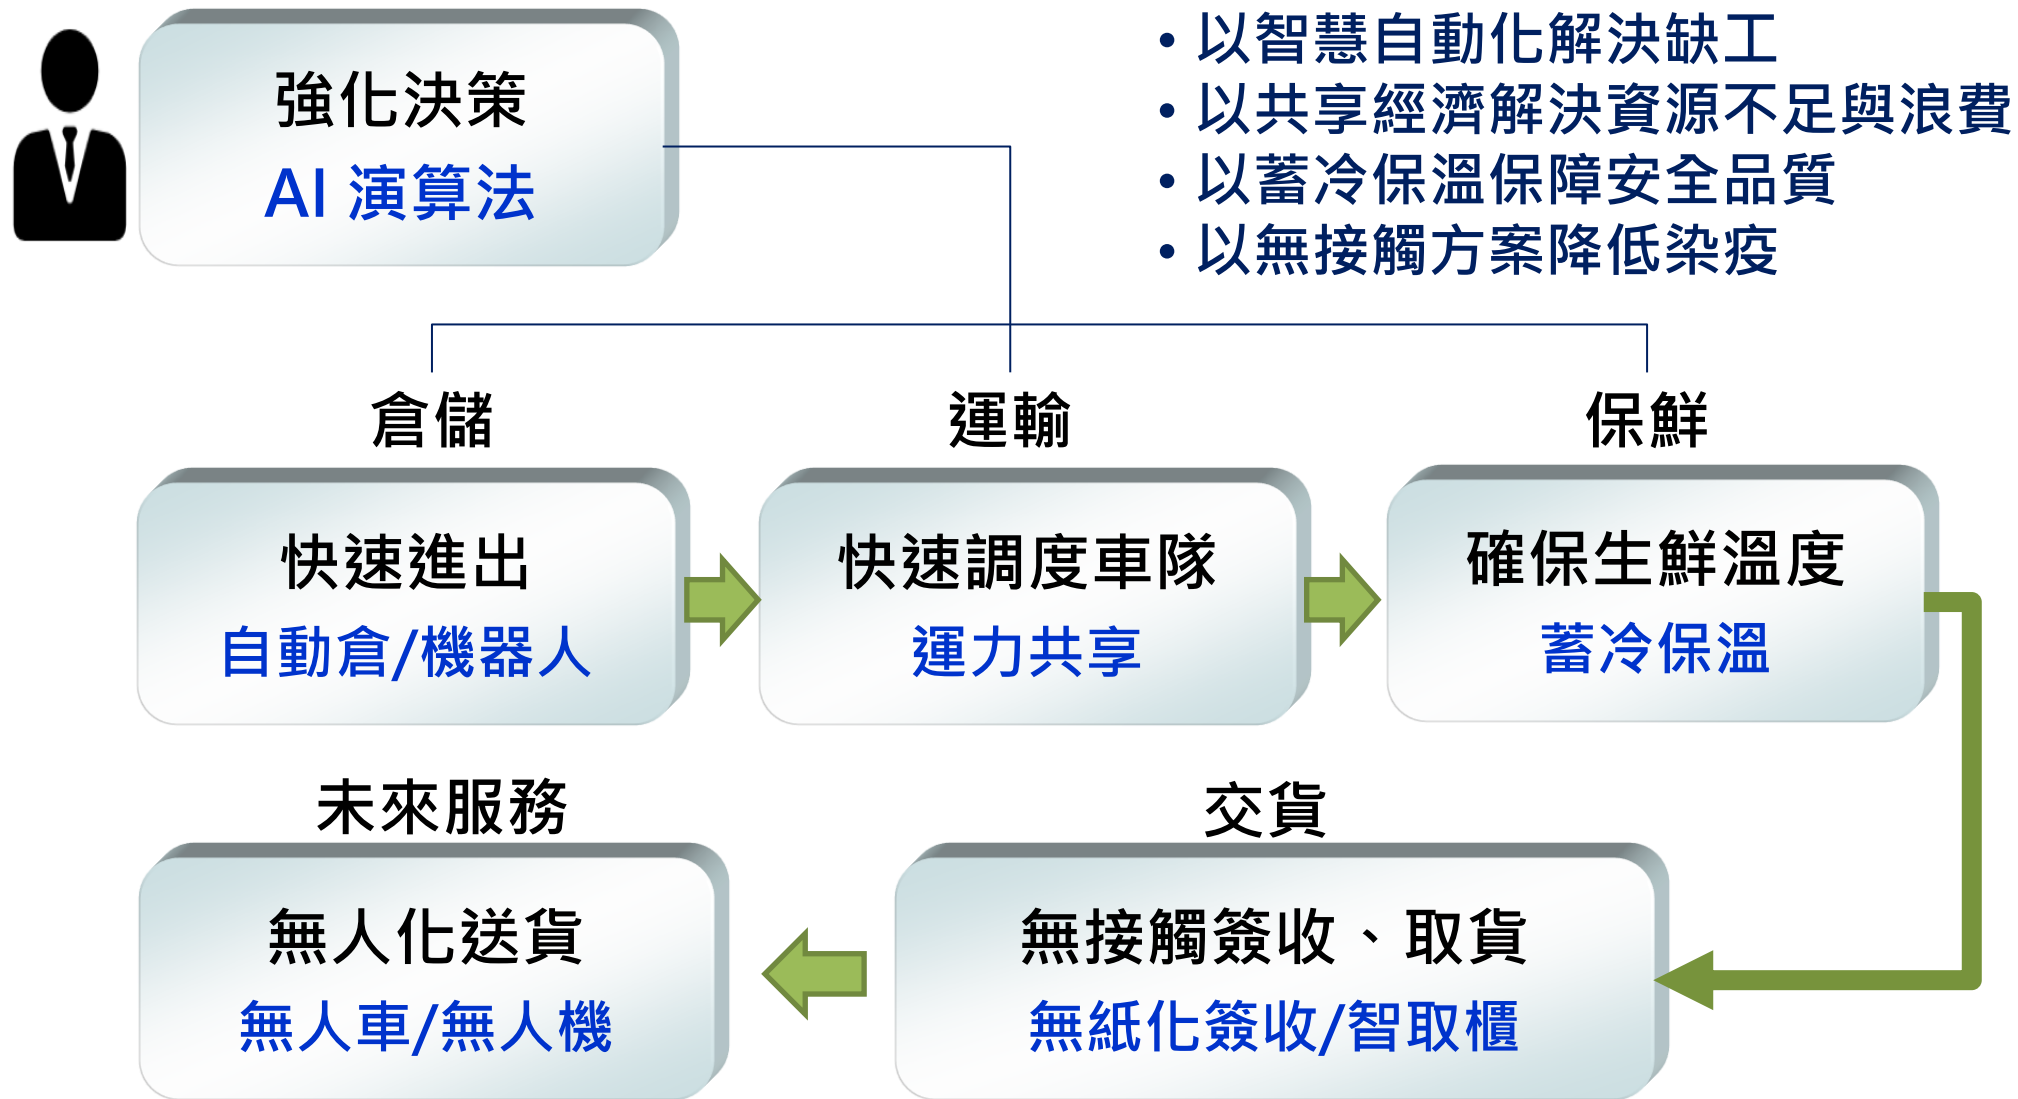 強化決策
AI 演算法
• 以智慧自動化解決缺工
• 以共享經濟解決資源不足與浪費
• 以蓄冷保溫保障安全品質
• 以無接觸方案降低染疫
倉儲
快速進出
自動倉/機器人
運輸
快速調度車隊
運力共享
保鮮
確保生鮮溫度
蓄冷保溫
交貨
無接觸簽收、取貨
無紙化簽收/智取櫃
未來服務
無人化送貨
無人車/無人機